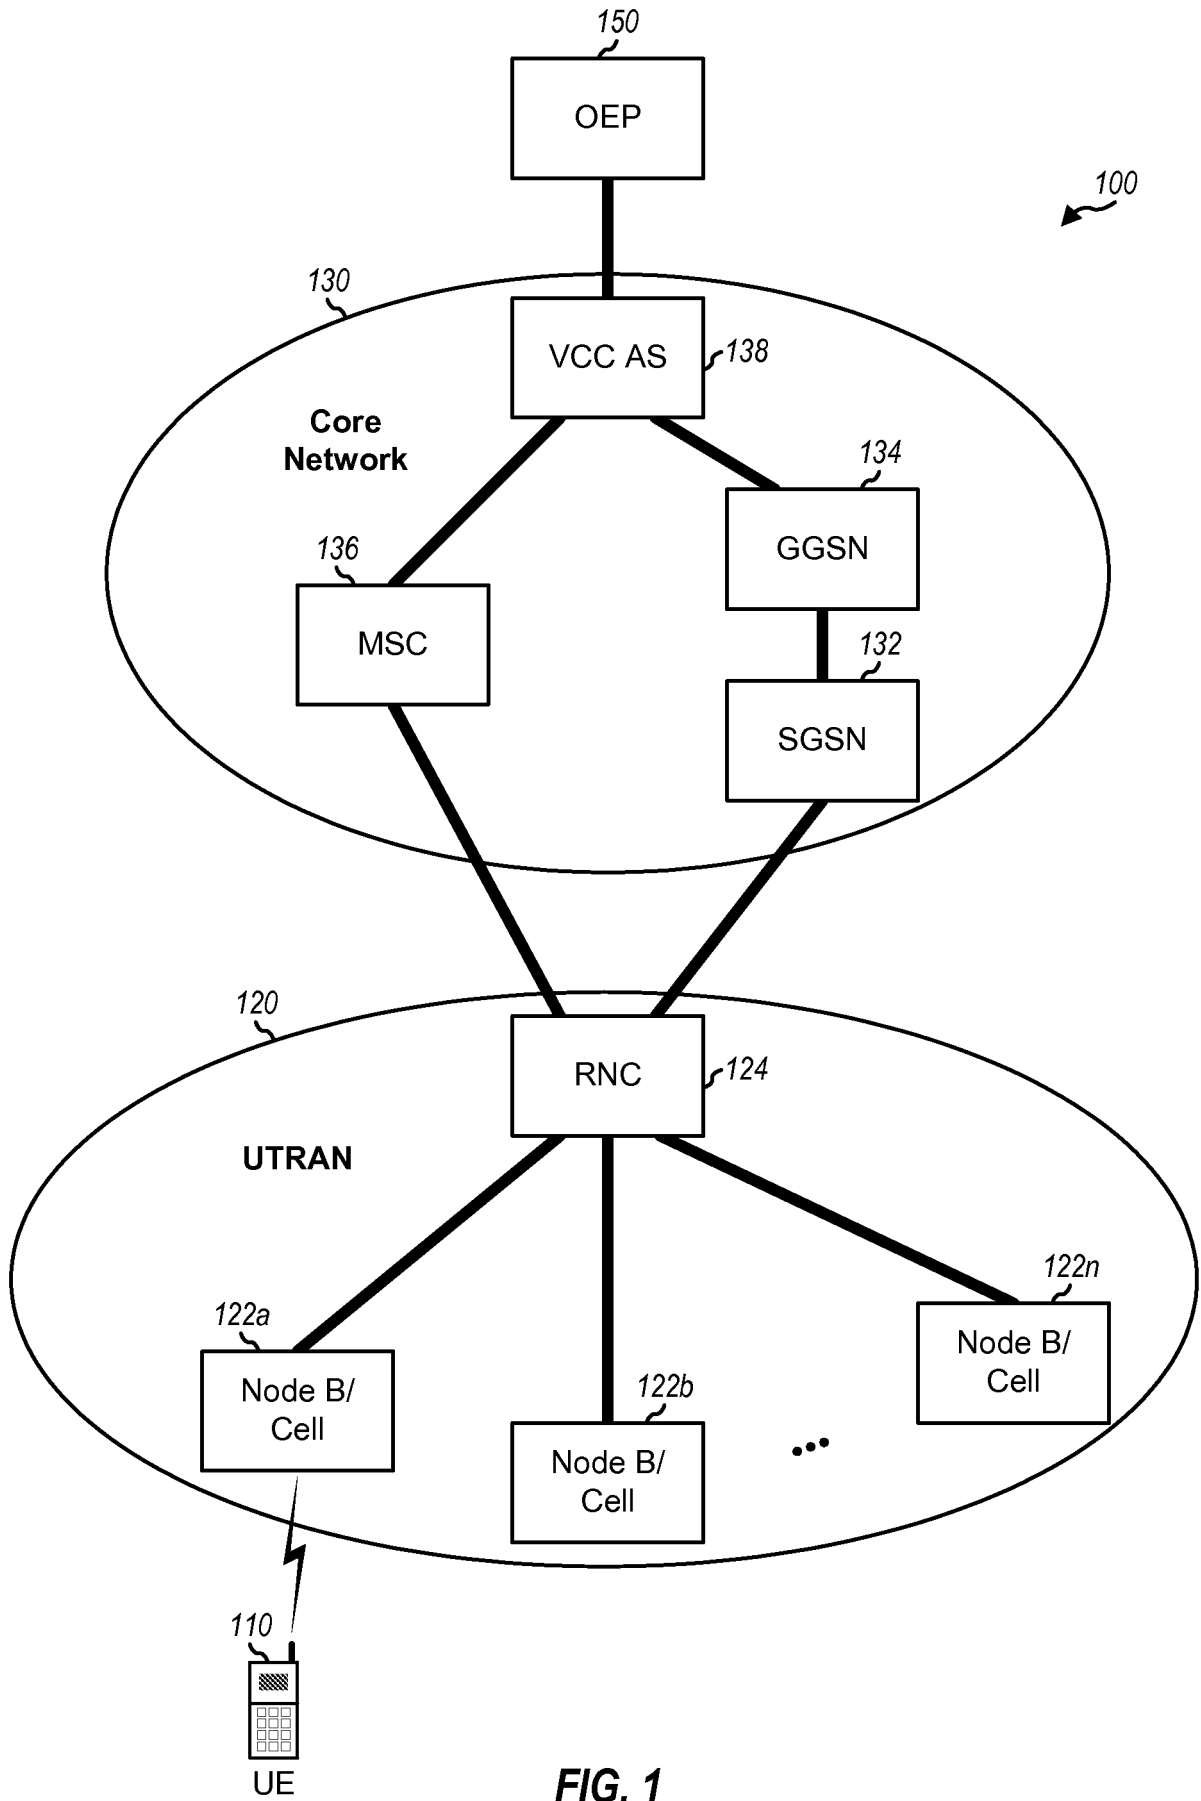 150
OEP
100
130
VCC AS
138
Core
Network
134
GGSN
136
MSC
132
SGSN
120
RNC
124
UTRAN
122n
Node B/
Cell
122a
Node B/
Cell
122b
Node B/
Cell
110
UE
FIG. 1